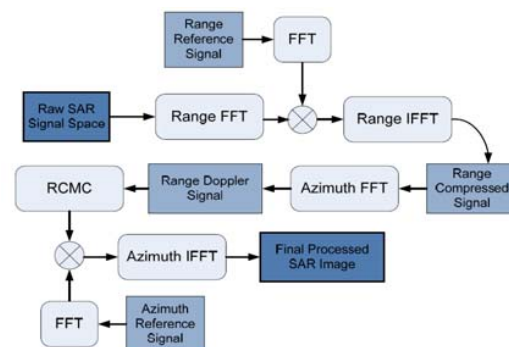 Range
Reference
Signal
FFT
Raw SAR
Signal Space
Range FFT
Range IFFT
RCMC
Range Doppler
Signal
Azimuth FFT
Range
Compressed
Signal
Azimuth IFFT
Final Processed
SAR Image
FFT
Azimuth
Reference
Signal